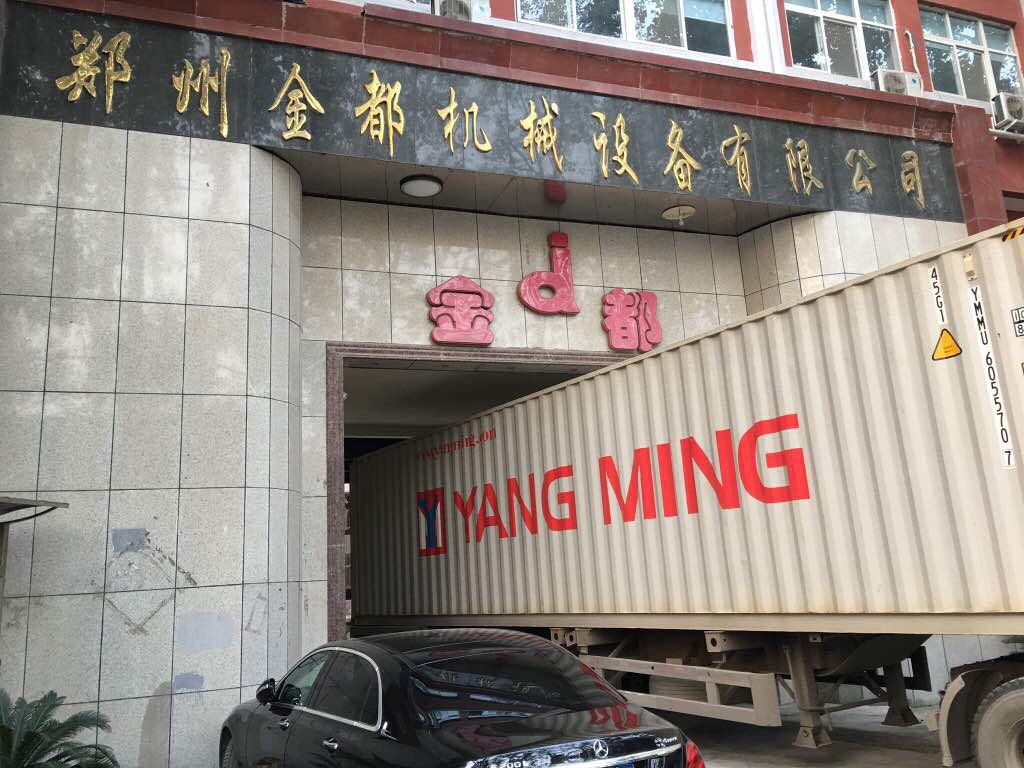 郑州金都机械设备有限公司
d
金 都
45G1
YMMU 605570 7
YANG MING